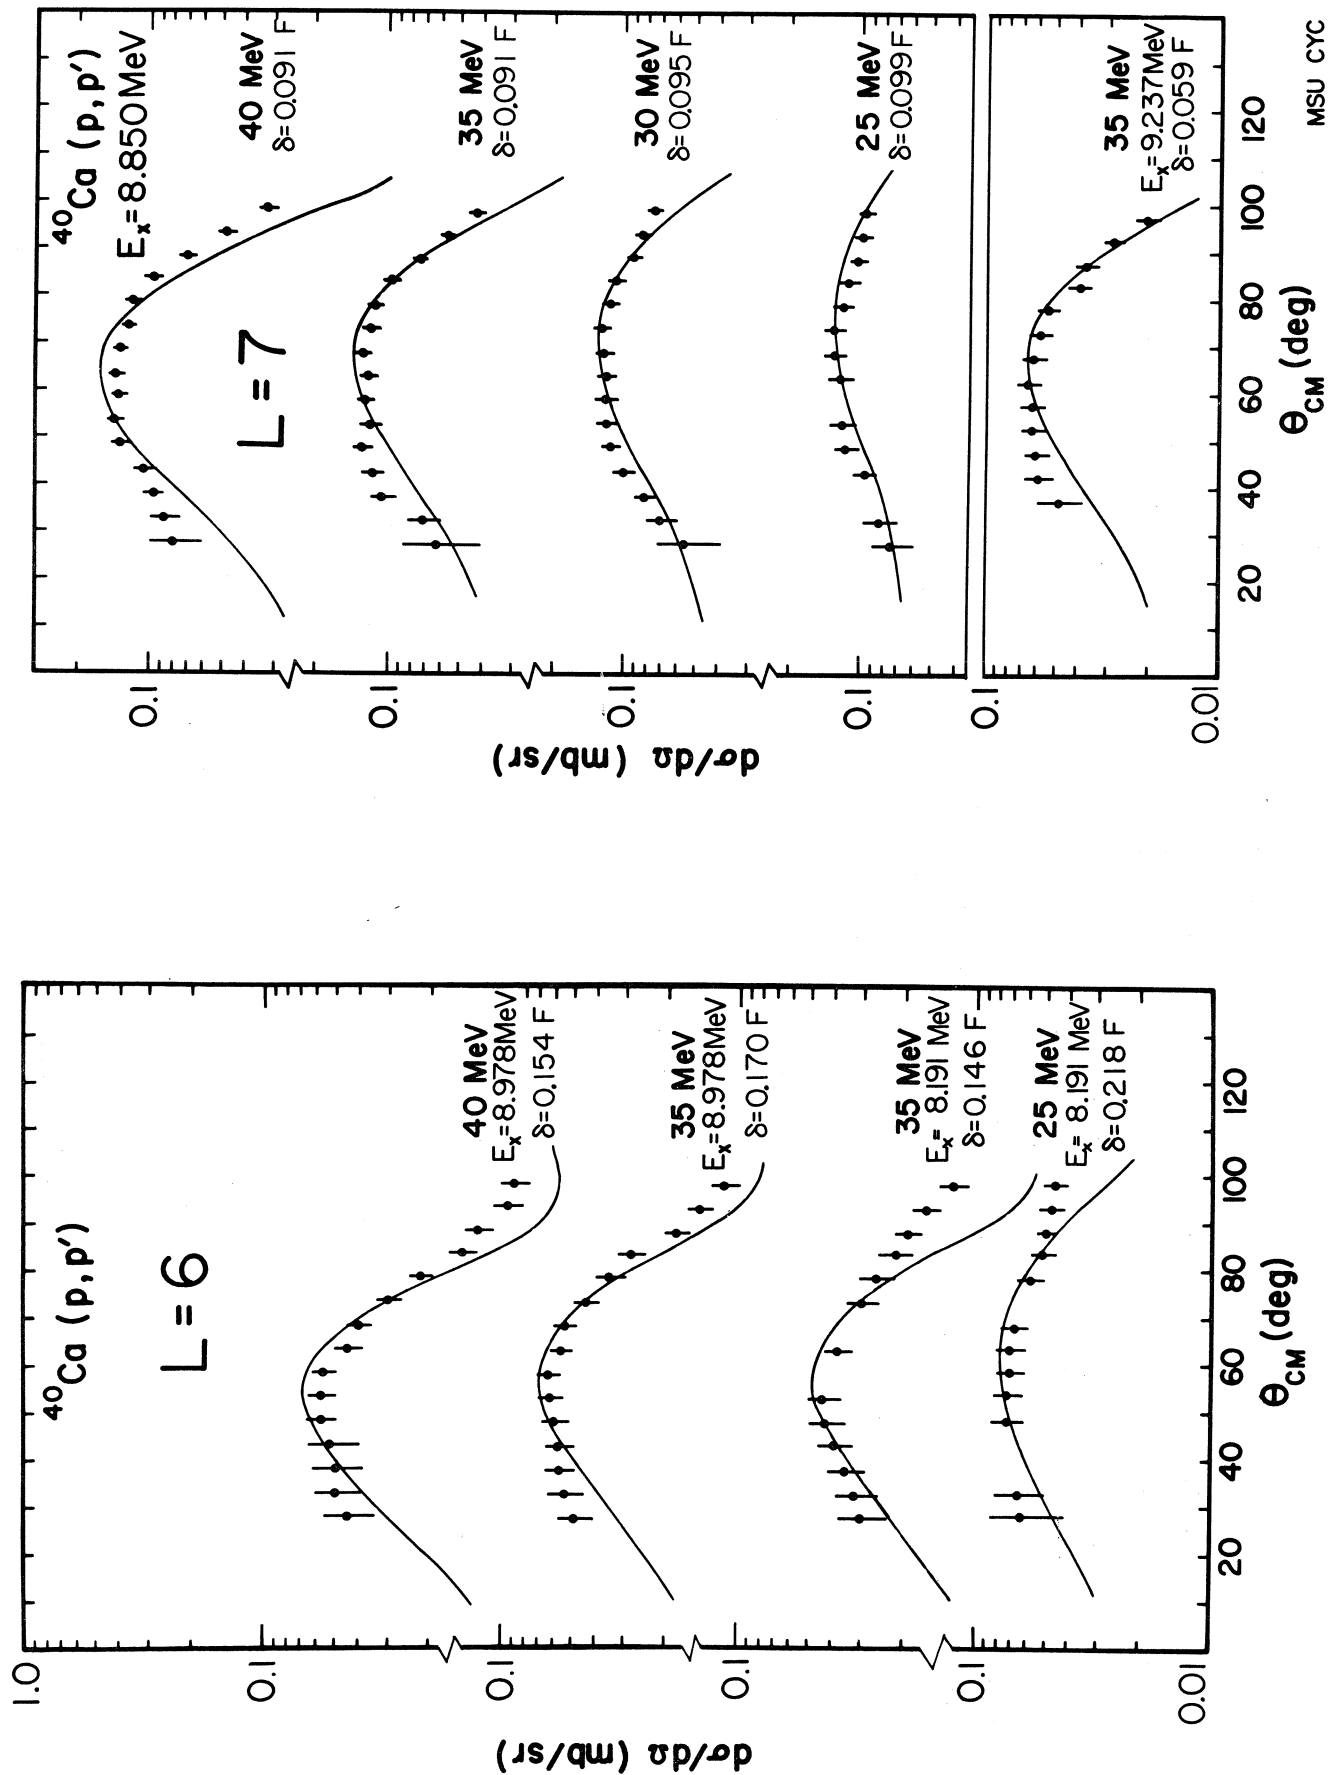 ⁴⁰Ca (p,p′)
L = 6
1.0
0.1
0.1
0.1
0.1
0.01
dσ/dΩ (mb/sr)
40 MeV
Eₓ=8.978MeV
δ=0.154 F
35 MeV
Eₓ=8.978MeV
δ=0.170 F
35 MeV
Eₓ= 8.191 MeV
δ=0.146 F
25 MeV
Eₓ= 8.191 MeV
δ=0.218 F
20 40 60 80 100 120
θCM (deg)
⁴⁰Ca (p,p′)
Eₓ=8.850MeV
L = 7
0.1
0.1
0.1
0.1
0.1
0.01
dσ/dΩ (mb/sr)
40 MeV
δ=0.091 F
35 MeV
δ=0.091 F
30 MeV
δ=0.095 F
25 MeV
δ=0.099F
35 MeV
Eₓ=9.237MeV
δ=0.059 F
20 40 60 80 100 120
θCM (deg)
MSU CYC